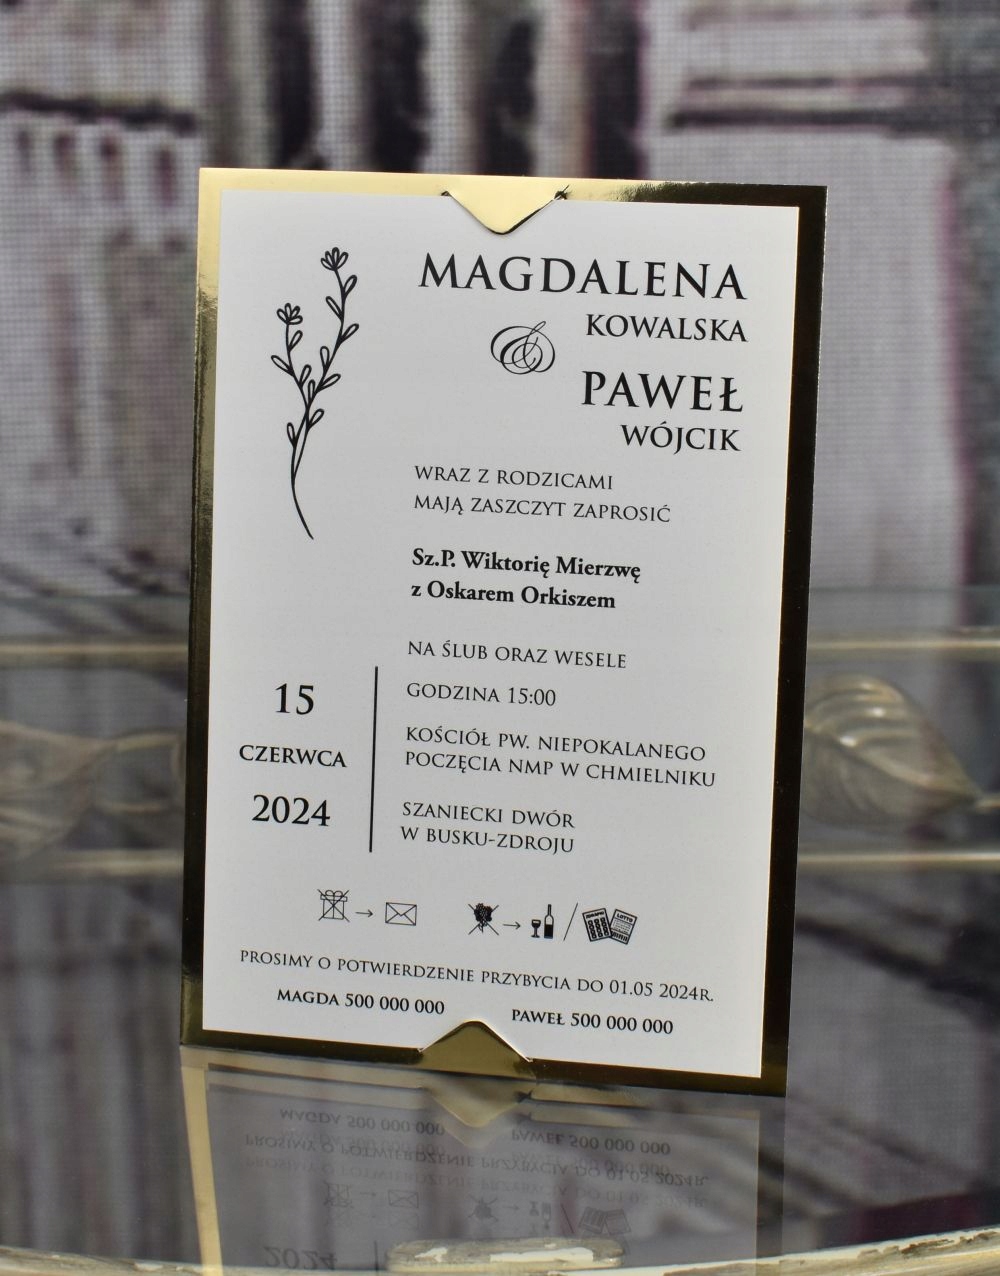 MAGDALENA
KOWALSKA
&
PAWEŁ
WÓJCIK
WRAZ Z RODZICAMI
MAJĄ ZASZCZYT ZAPROSIĆ
Sz.P. Wiktorię Mierzwę
z Oskarem Orkiszem
NA ŚLUB ORAZ WESELE
15
CZERWCA
2024
GODZINA 15:00
KOŚCIÓŁ PW. NIEPOKALANEGO
POCZĘCIA NMP W CHMIELNIKU
SZANIECKI DWÓR
W BUSKU-ZDROJU
LOTTO
PROSIMY O POTWIERDZENIE PRZYBYCIA DO 01.05 2024R.
MAGDA 500 000 000
PAWEŁ 500 000 000